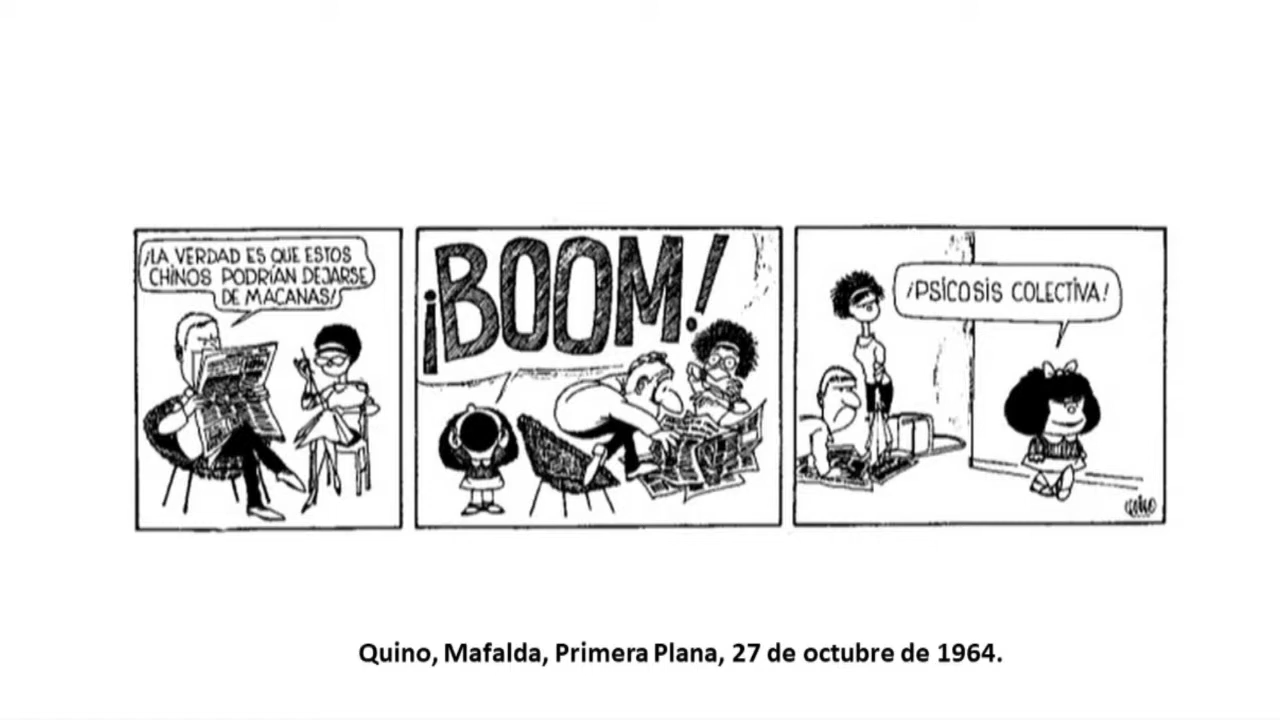 ¡LA VERDAD ES QUE ESTOS
CHINOS PODRÍAN DEJARSE
DE MACANAS!
¡BOOM!
¡PSICOSIS COLECTIVA!
QUINO
Quino, Mafalda, Primera Plana, 27 de octubre de 1964.